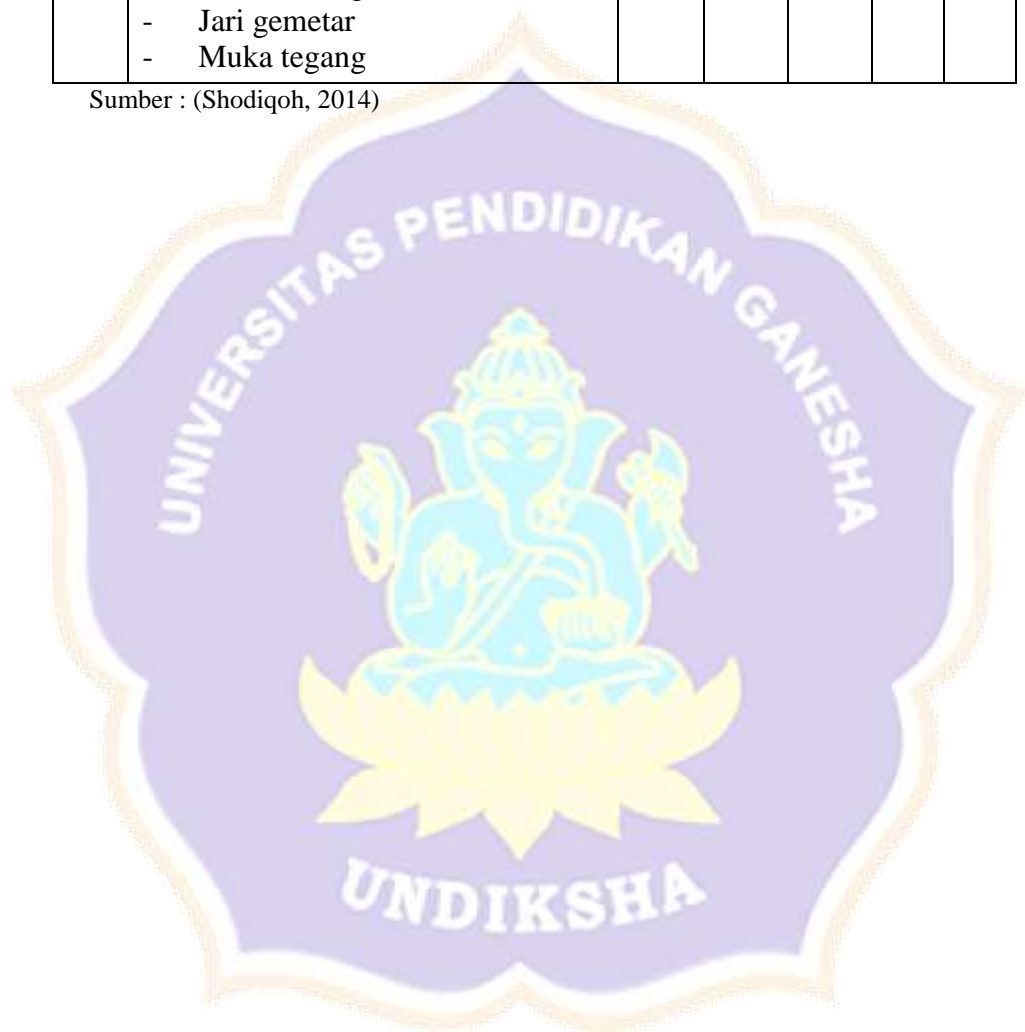 - Jari gemetar
- Muka tegang
Sumber : (Shodiqoh, 2014)
UNIVERSITAS PENDIDIKAN GANESHA
UNDIKSHA